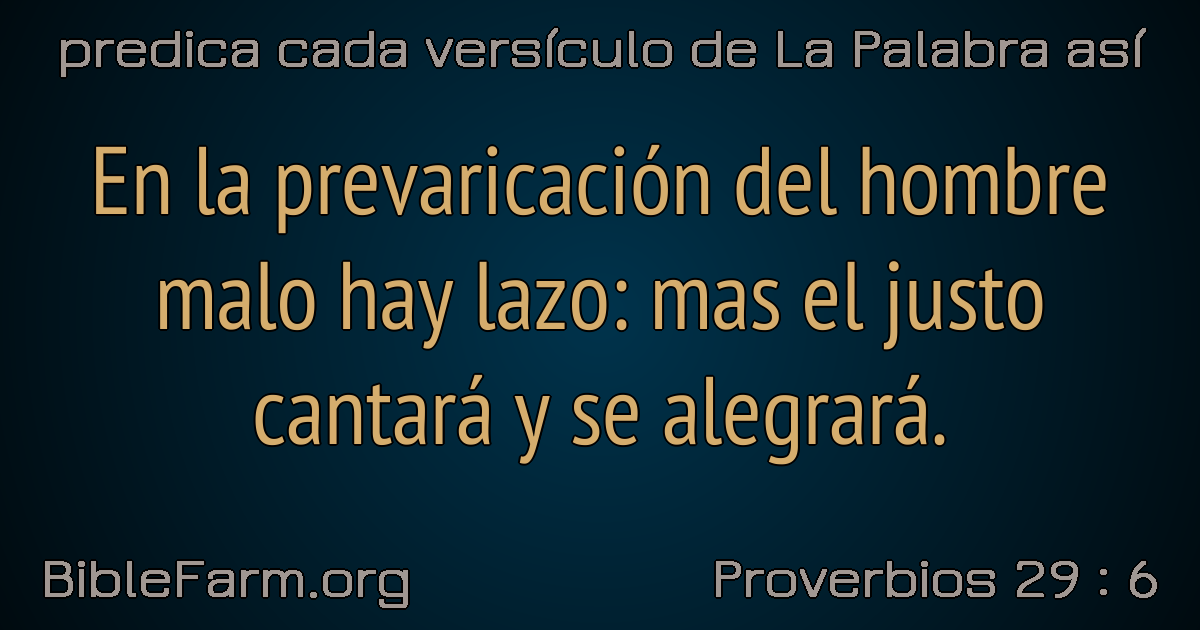 predica cada versículo de La Palabra así
En la prevaricación del hombre
malo hay lazo: mas el justo
cantará y se alegrará.
BibleFarm.org
Proverbios 29 : 6